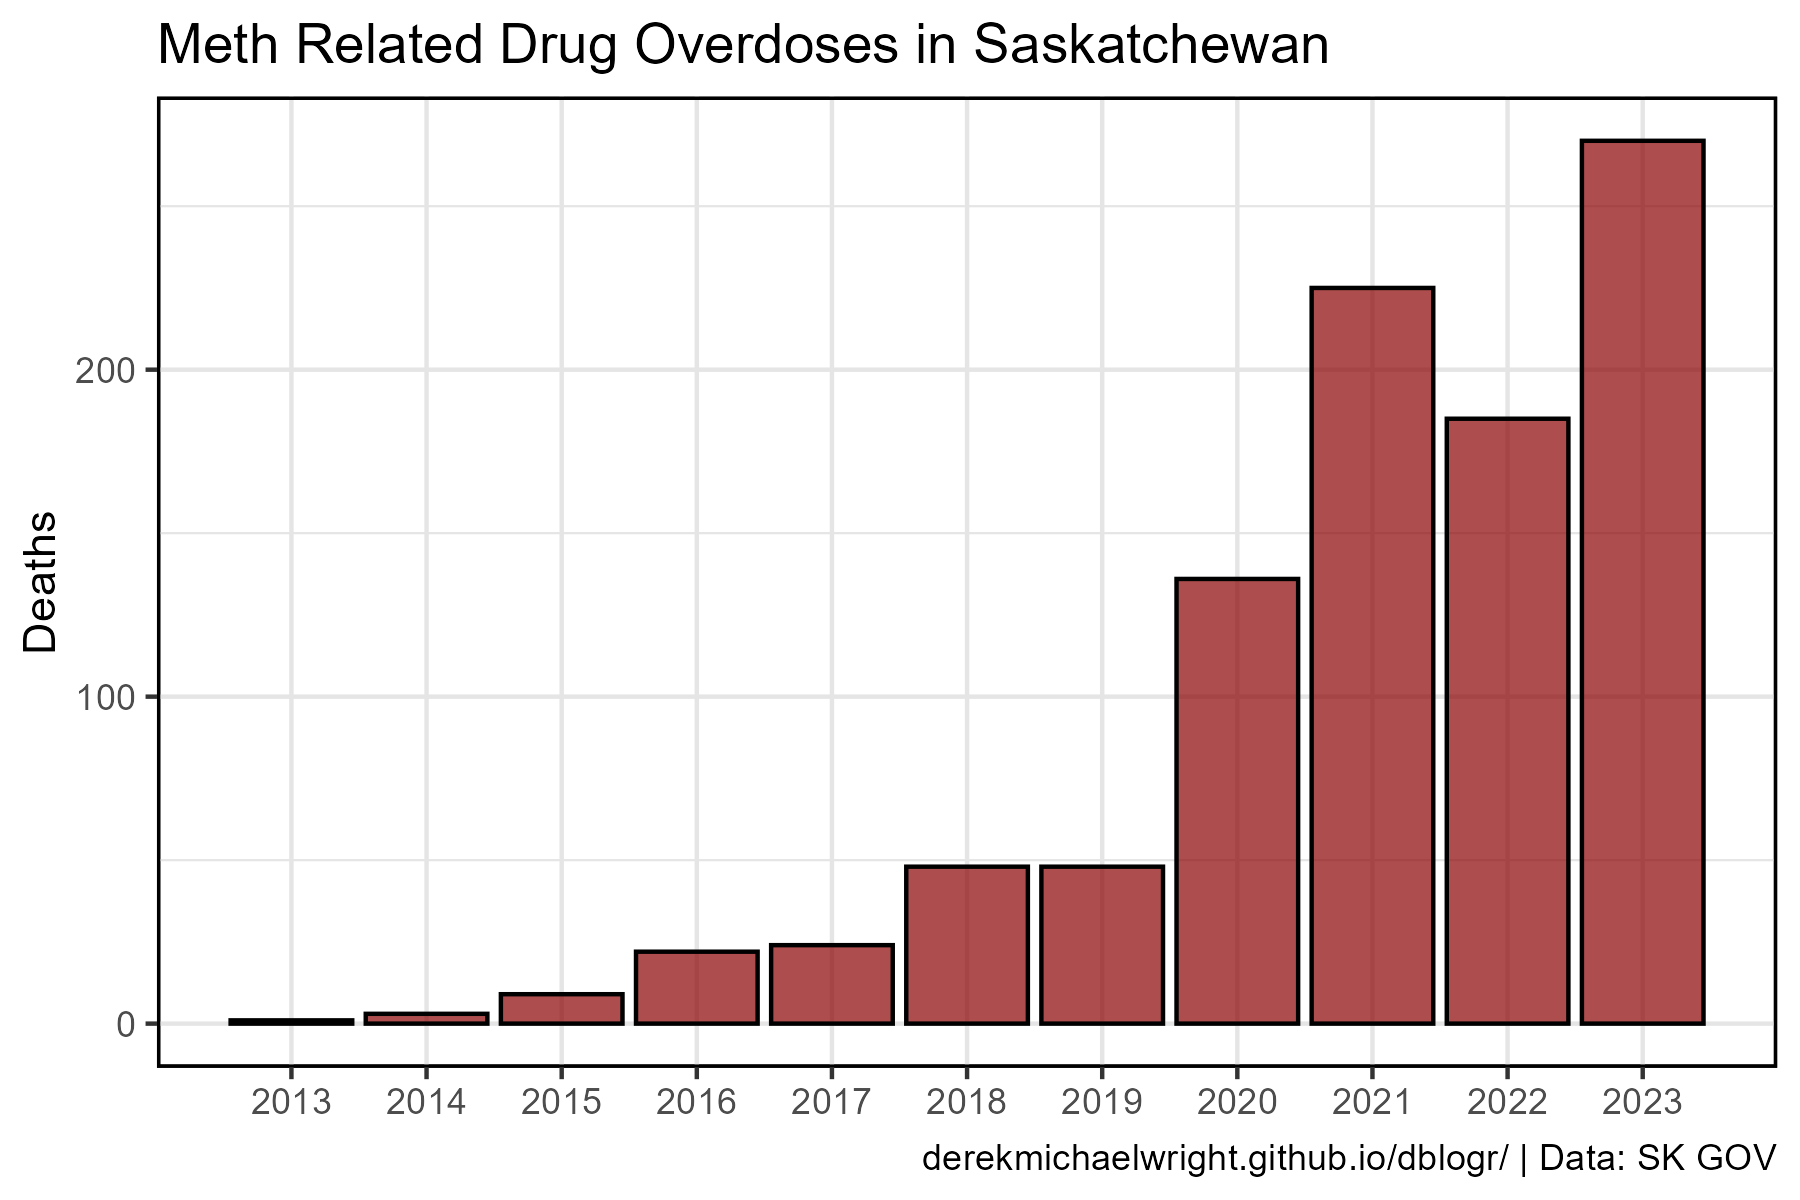 Meth Related Drug Overdoses in Saskatchewan
Deaths
200
100
0
2013 2014 2015 2016 2017 2018 2019 2020 2021 2022 2023
derekmichaelwright.github.io/dblogr/ | Data: SK GOV